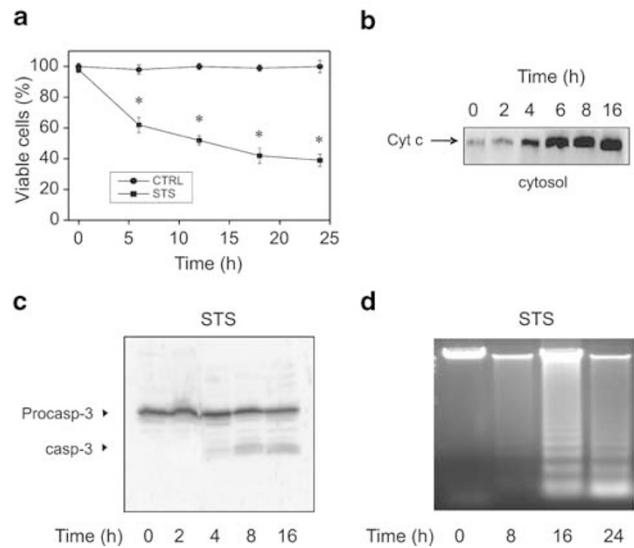 a
100
80
60
40
20
0
Viable cells (%)
* * * *
CTRL
STS
0 5 10 15 20 25
Time (h)
b
Time (h)
0 2 4 6 8 16
Cyt c
cytosol
c
STS
Procasp-3
casp-3
Time (h) 0 2 4 8 16
d
STS
Time (h) 0 8 16 24